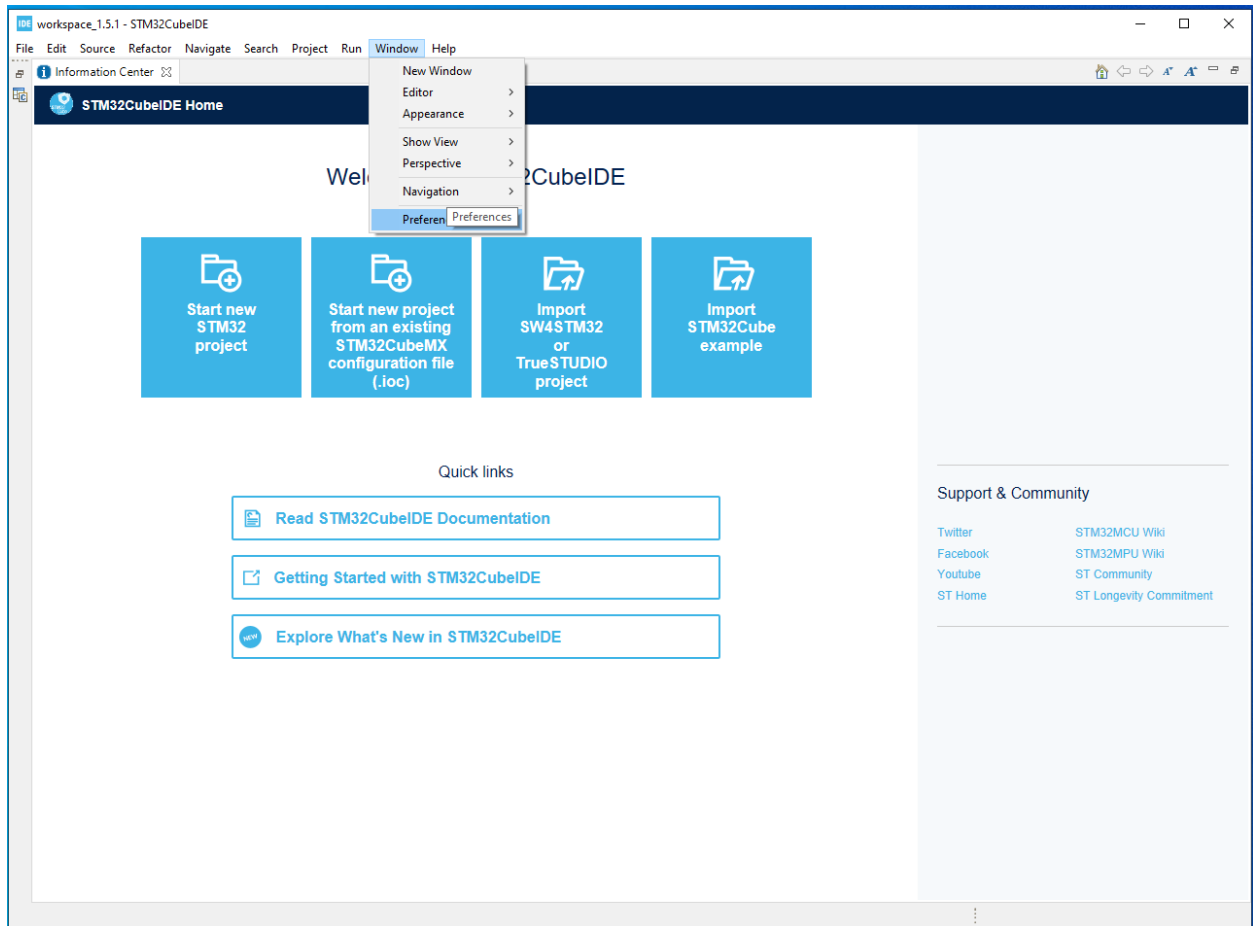 IDE workspace_1.5.1 - STM32CubeIDE
File Edit Source Refactor Navigate Search Project Run Window Help
Information Center
New Window
Editor
Appearance
Show View
Perspective
Navigation
Preferen Preferences
STM32CubeIDE Home
Wel 2CubeIDE
Start new
STM32
project
Start new project
from an existing
STM32CubeMX
configuration file
(.ioc)
Import
SW4STM32
or
TrueSTUDIO
project
Import
STM32Cube
example
Quick links
Read STM32CubeIDE Documentation
Getting Started with STM32CubeIDE
NEW Explore What's New in STM32CubeIDE
Support & Community
Twitter STM32MCU Wiki
Facebook STM32MPU Wiki
Youtube ST Community
ST Home ST Longevity Commitment